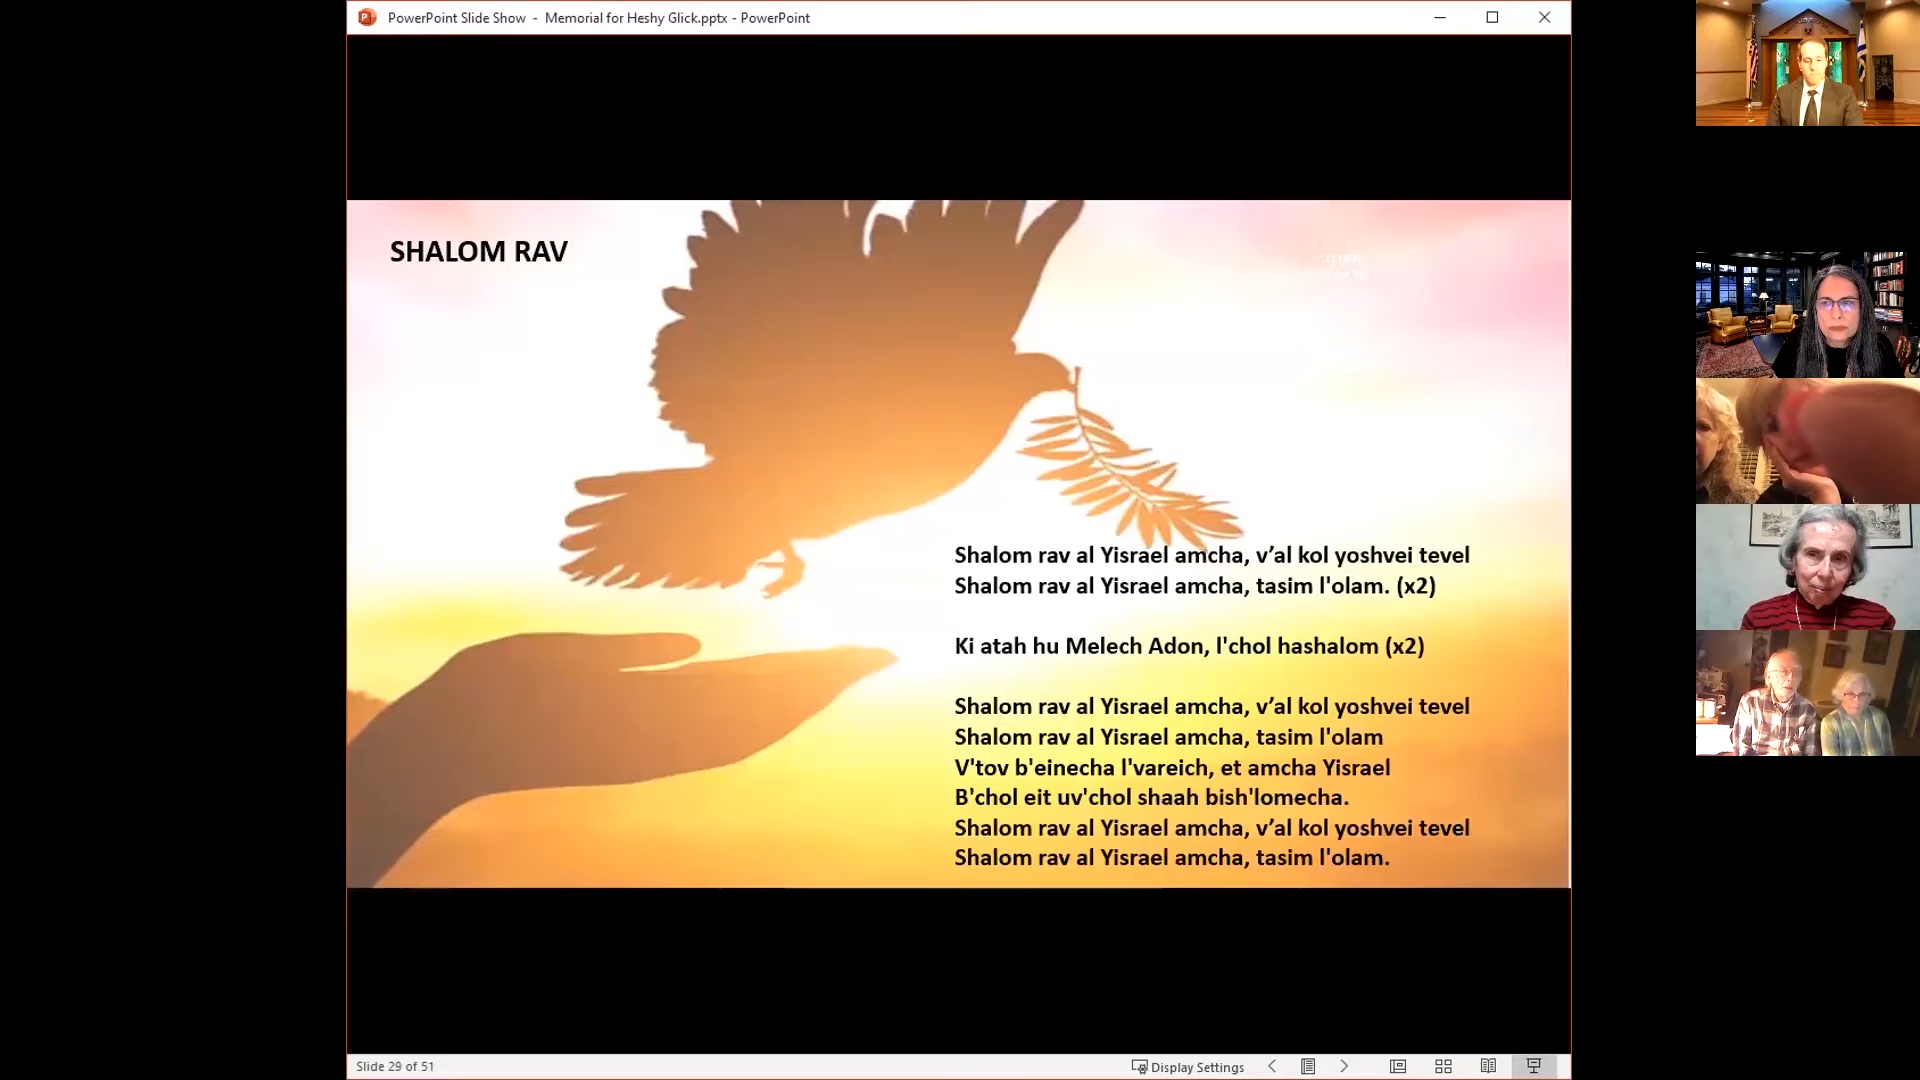 PowerPoint Slide Show - Memorial for Heshy Glick.pptx - PowerPoint
SHALOM RAV
Shalom rav al Yisrael amcha, v’al kol yoshvei tevel
Shalom rav al Yisrael amcha, tasim l'olam. (x2)
Ki atah hu Melech Adon, l'chol hashalom (x2)
Shalom rav al Yisrael amcha, v’al kol yoshvei tevel
Shalom rav al Yisrael amcha, tasim l'olam
V'tov b'einecha l'vareich, et amcha Yisrael
B'chol eit uv'chol shaah bish'lomecha.
Shalom rav al Yisrael amcha, v’al kol yoshvei tevel
Shalom rav al Yisrael amcha, tasim l'olam.
Slide 29 of 51
Display Settings